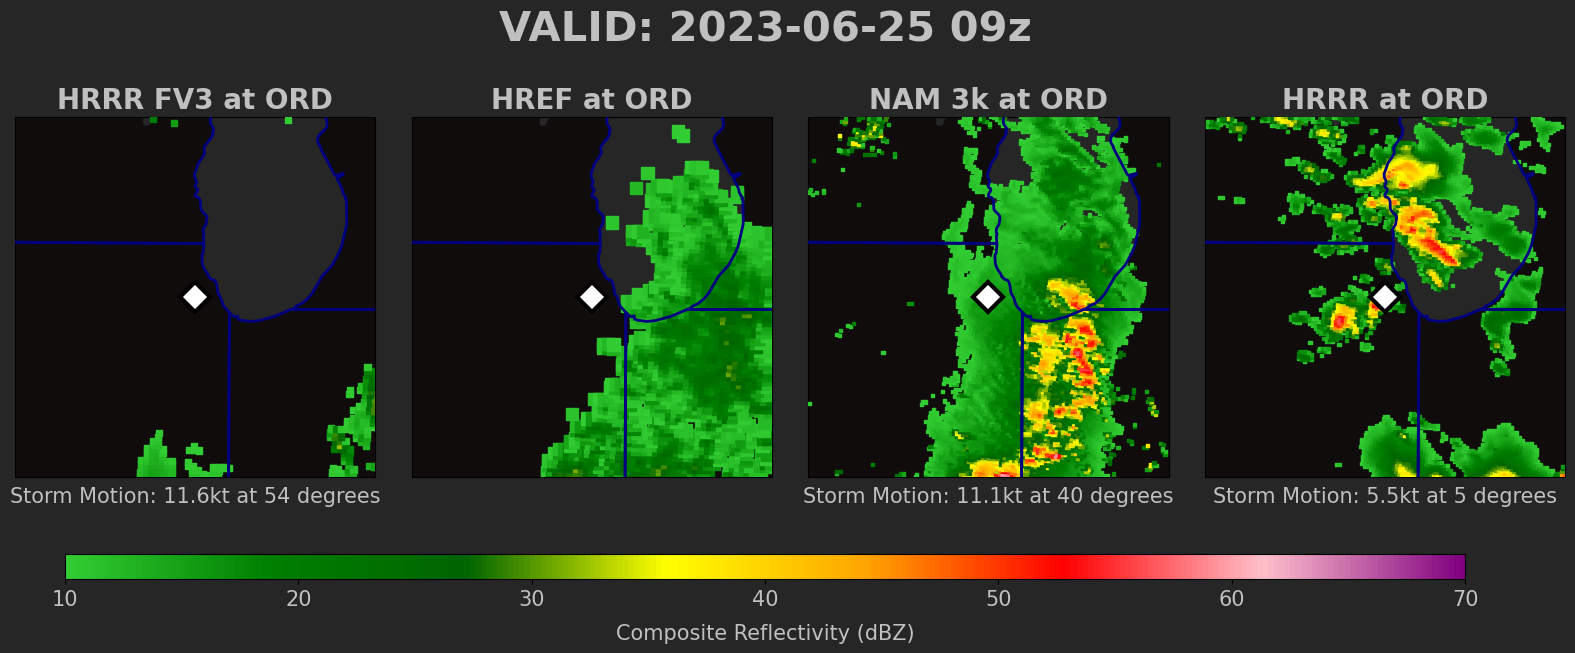 VALID: 2023-06-25 09z
HRRR FV3 at ORD
HREF at ORD
NAM 3k at ORD
HRRR at ORD
Storm Motion: 11.6kt at 54 degrees
Storm Motion: 11.1kt at 40 degrees
Storm Motion: 5.5kt at 5 degrees
10 20 30 40 50 60 70
Composite Reflectivity (dBZ)